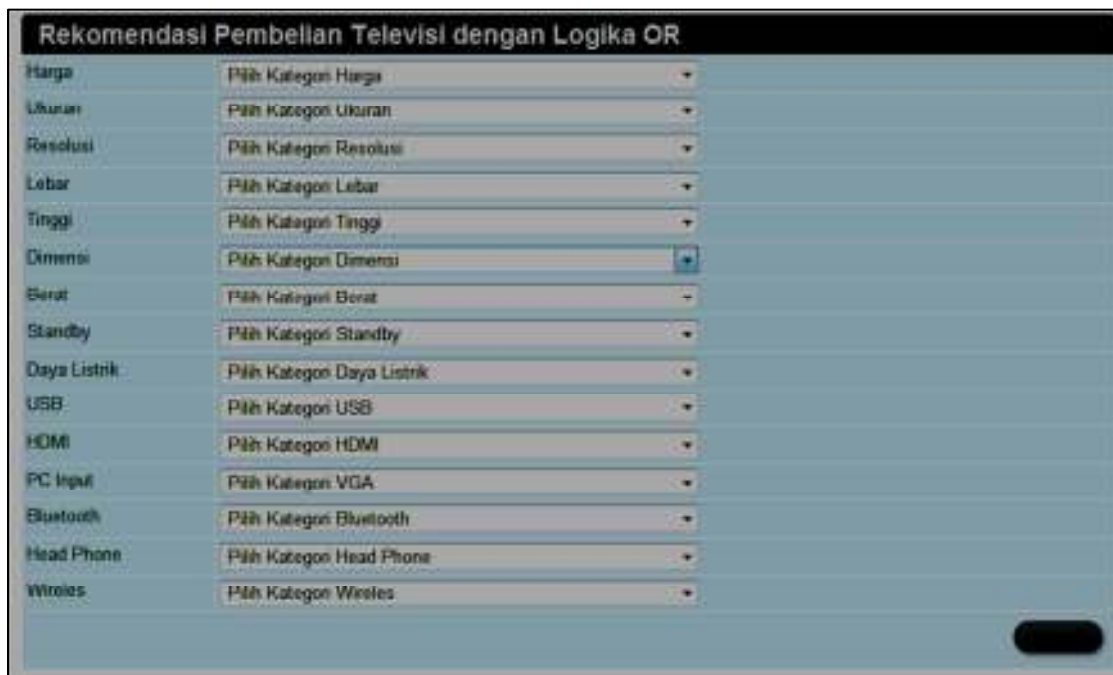 Rekomendasi Pembelian Televisi dengan Logika OR
Harga Pilih Kategori Harga
Ukuran Pilih Kategori Ukuran
Resolusi Pilih Kategori Resolusi
Lebar Pilih Kategori Lebar
Tinggi Pilih Kategori Tinggi
Dimensi Pilih Kategori Dimensi
Berat Pilih Kategori Berat
Standby Pilih Kategori Standby
Daya Listrik Pilih Kategori Daya Listrik
USB Pilih Kategori USB
HDMI Pilih Kategori HDMI
PC Input Pilih Kategori VGA
Bluetooth Pilih Kategori Bluetooth
Head Phone Pilih Kategori Head Phone
Wireles Pilih Kategori Wireles